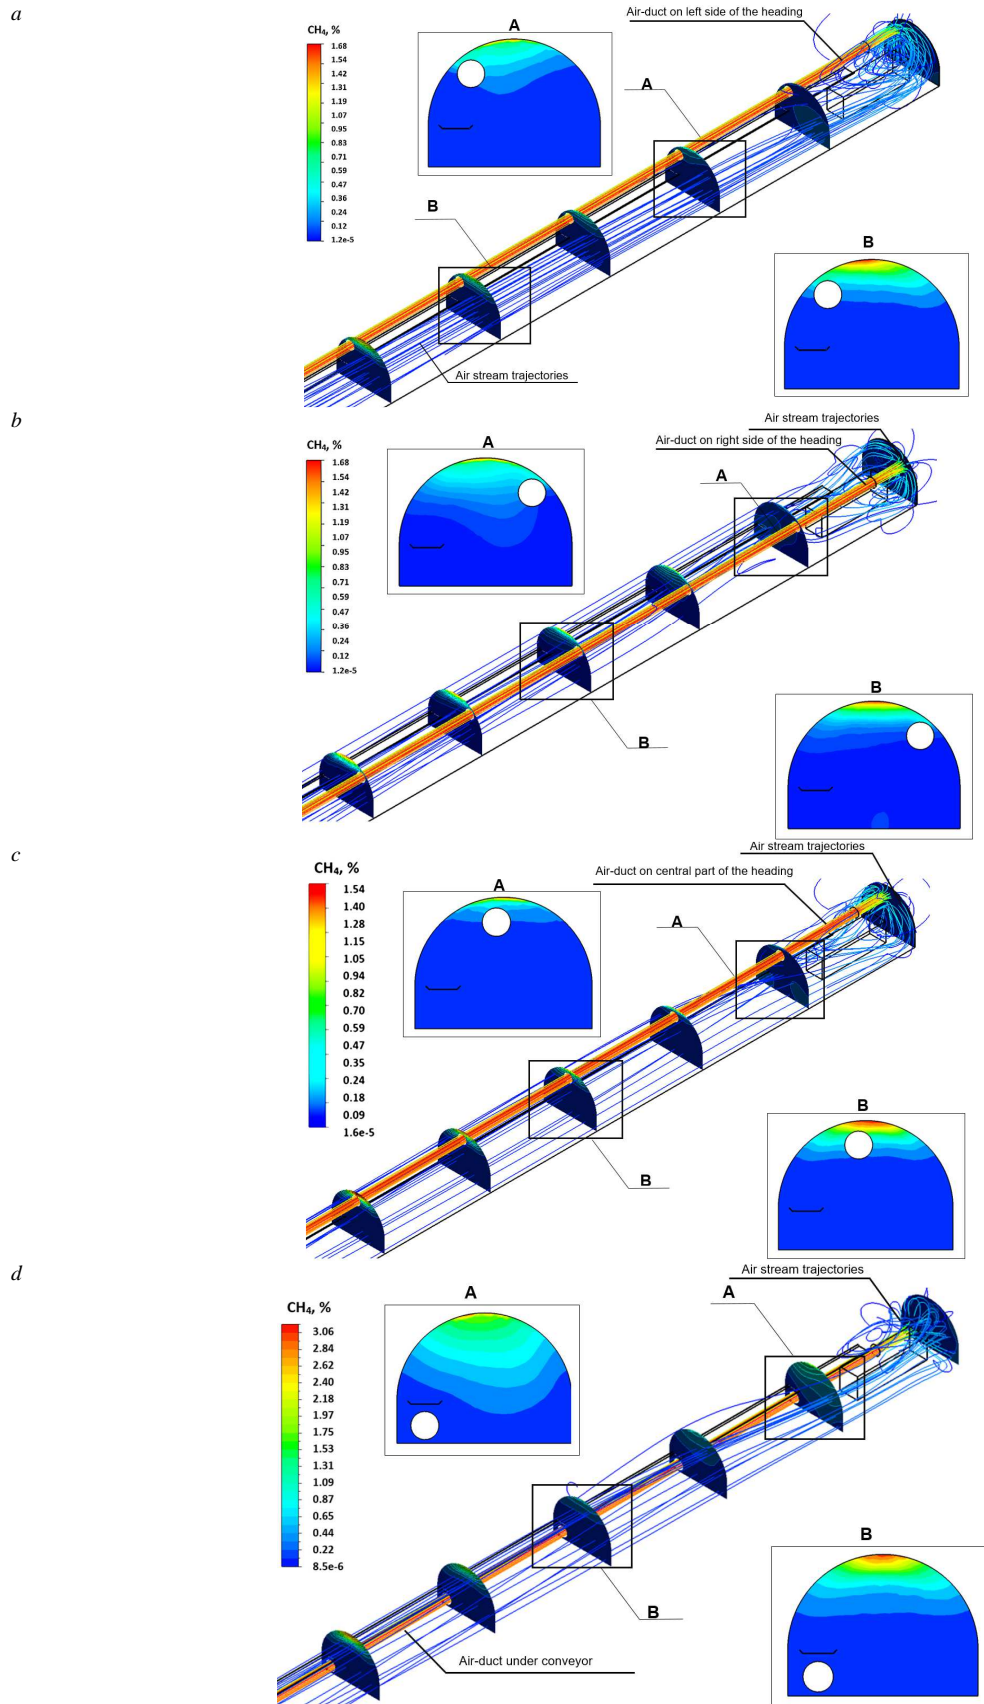 a
Air-duct on left side of the heading
CH₄, %
A
1.68
1.54
1.42
1.31
1.19
1.07
0.95
0.83
0.71
0.59
0.47
0.36
0.24
0.12
1.2e-5
A
B
B
Air stream trajectories
b
Air stream trajectories
Air-duct on right side of the heading
CH₄, %
A
1.68
1.54
1.42
1.31
1.19
1.07
0.95
0.83
0.71
0.59
0.47
0.36
0.24
0.12
1.2e-5
A
B
B
c
Air stream trajectories
Air-duct on central part of the heading
CH₄, %
A
1.54
1.40
1.28
1.17
1.05
0.94
0.82
0.70
0.59
0.47
0.35
0.24
0.09
1.6e-5
A
B
B
d
Air stream trajectories
CH₄, %
A
3.06
2.84
2.62
2.40
2.18
1.97
1.75
1.53
1.31
1.09
0.87
0.66
0.44
0.22
8.5e-6
A
B
B
Air-duct under conveyor